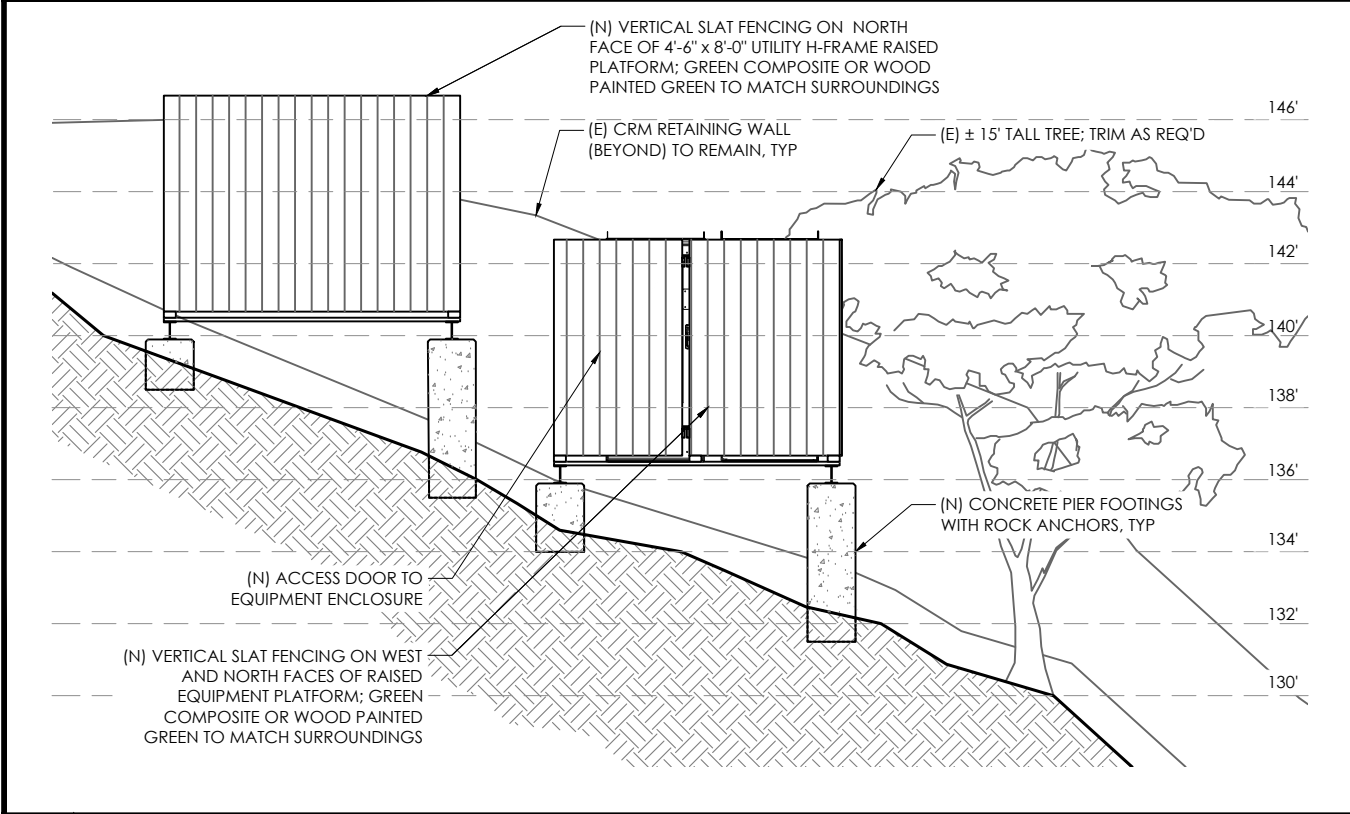 (N) VERTICAL SLAT FENCING ON NORTH
FACE OF 4'-6" x 8'-0" UTILITY H-FRAME RAISED
PLATFORM; GREEN COMPOSITE OR WOOD
PAINTED GREEN TO MATCH SURROUNDINGS
(E) CRM RETAINING WALL
(BEYOND) TO REMAIN, TYP
(E) ± 15' TALL TREE; TRIM AS REQ'D
146'
144'
142'
140'
138'
136'
134'
132'
130'
(N) CONCRETE PIER FOOTINGS
WITH ROCK ANCHORS, TYP
(N) ACCESS DOOR TO
EQUIPMENT ENCLOSURE
(N) VERTICAL SLAT FENCING ON WEST
AND NORTH FACES OF RAISED
EQUIPMENT PLATFORM; GREEN
COMPOSITE OR WOOD PAINTED
GREEN TO MATCH SURROUNDINGS